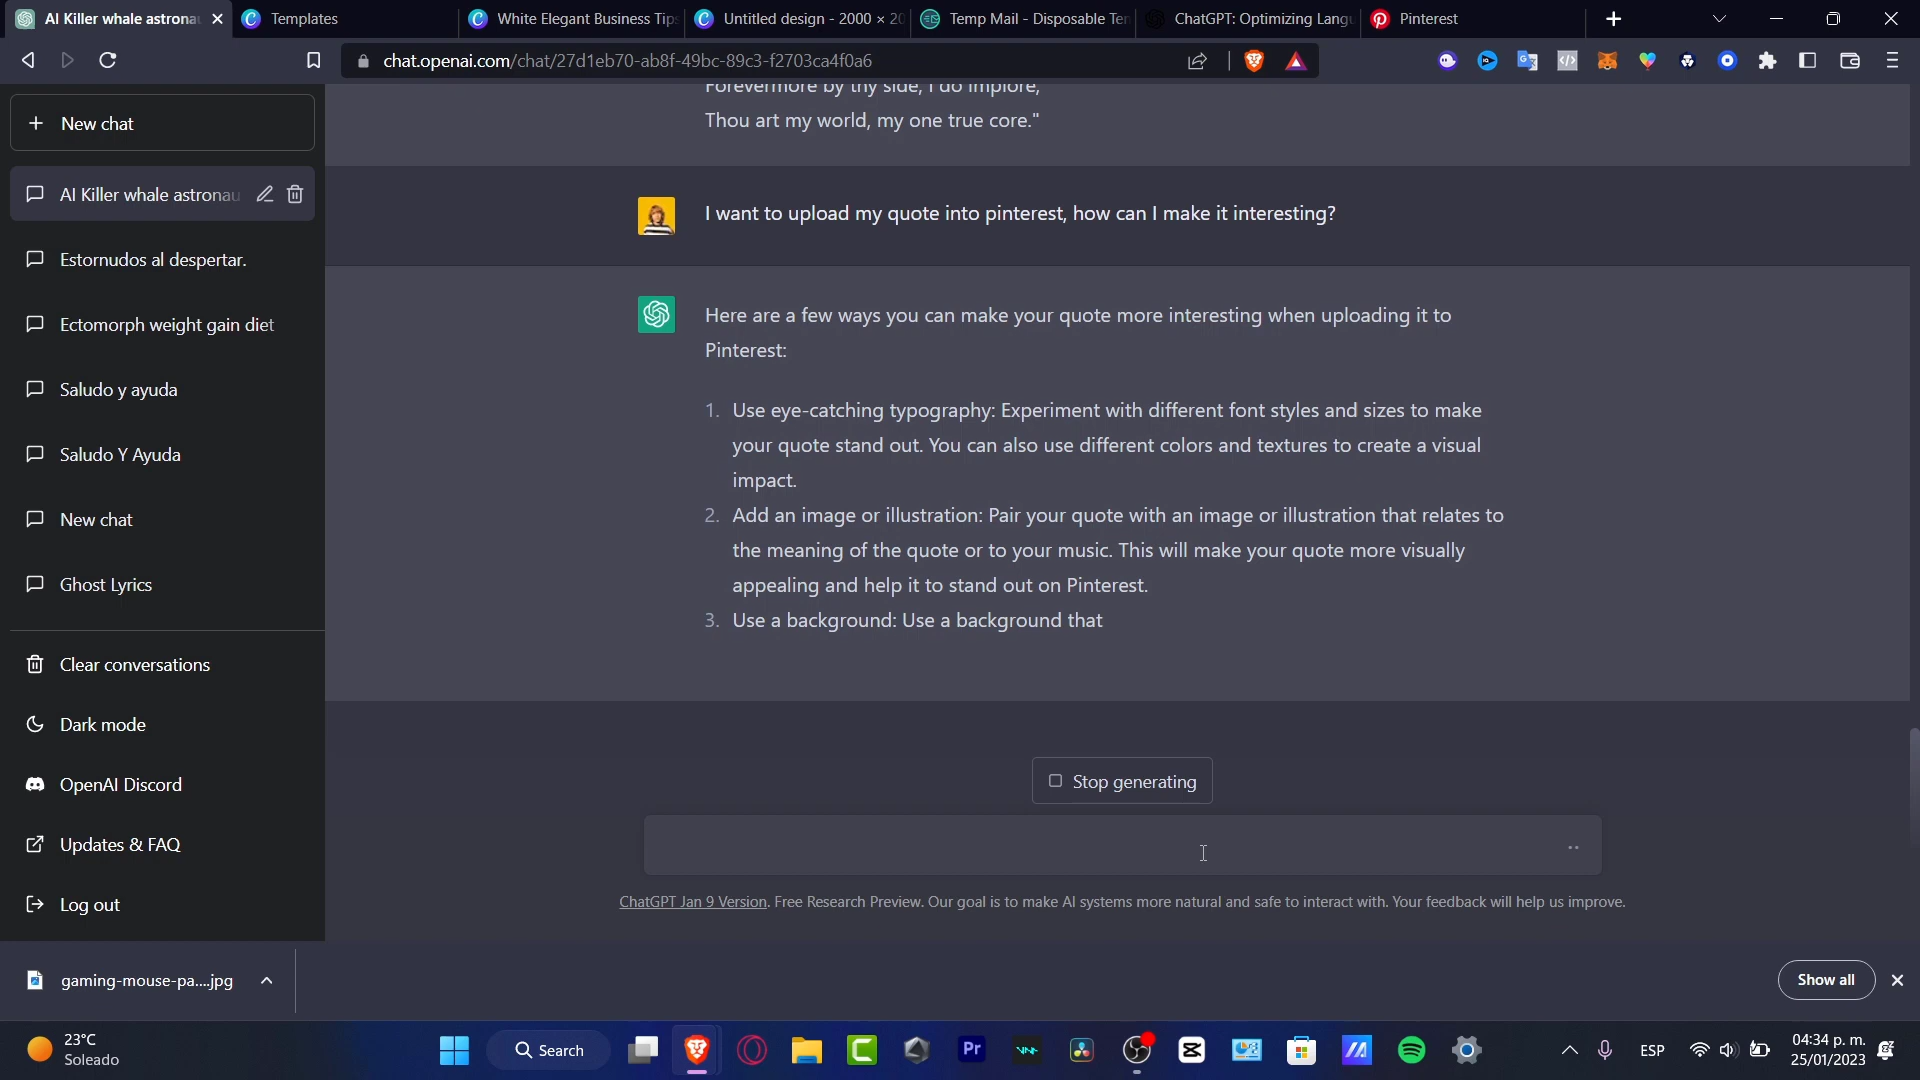 AI Killer whale astrona
Templates
White Elegant Business Tip
Untitled design - 2000 × 20
Temp Mail - Disposable Ten
ChatGPT: Optimizing Langu
Pinterest
chat.openai.com/chat/27d1eb70-ab8f-49bc-89c3-f2703ca4f0a6
New chat
AI Killer whale astronau
Estornudos al despertar.
Ectomorph weight gain diet
Saludo y ayuda
Saludo Y Ayuda
New chat
Ghost Lyrics
Clear conversations
Dark mode
OpenAI Discord
Updates & FAQ
Log out
Forevermore by thy side, I do implore,
Thou art my world, my one true core."
I want to upload my quote into pinterest, how can I make it interesting?
Here are a few ways you can make your quote more interesting when uploading it to
Pinterest:
1. Use eye-catching typography: Experiment with different font styles and sizes to make
your quote stand out. You can also use different colors and textures to create a visual
impact.
2. Add an image or illustration: Pair your quote with an image or illustration that relates to
the meaning of the quote or to your music. This will make your quote more visually
appealing and help it to stand out on Pinterest.
3. Use a background: Use a background that
Stop generating
ChatGPT Jan 9 Version. Free Research Preview. Our goal is to make AI systems more natural and safe to interact with. Your feedback will help us improve.
gaming-mouse-pa....jpg
Show all
23°C
Soleado
Search
Pr
ESP
04:34 p. m.
25/01/2023